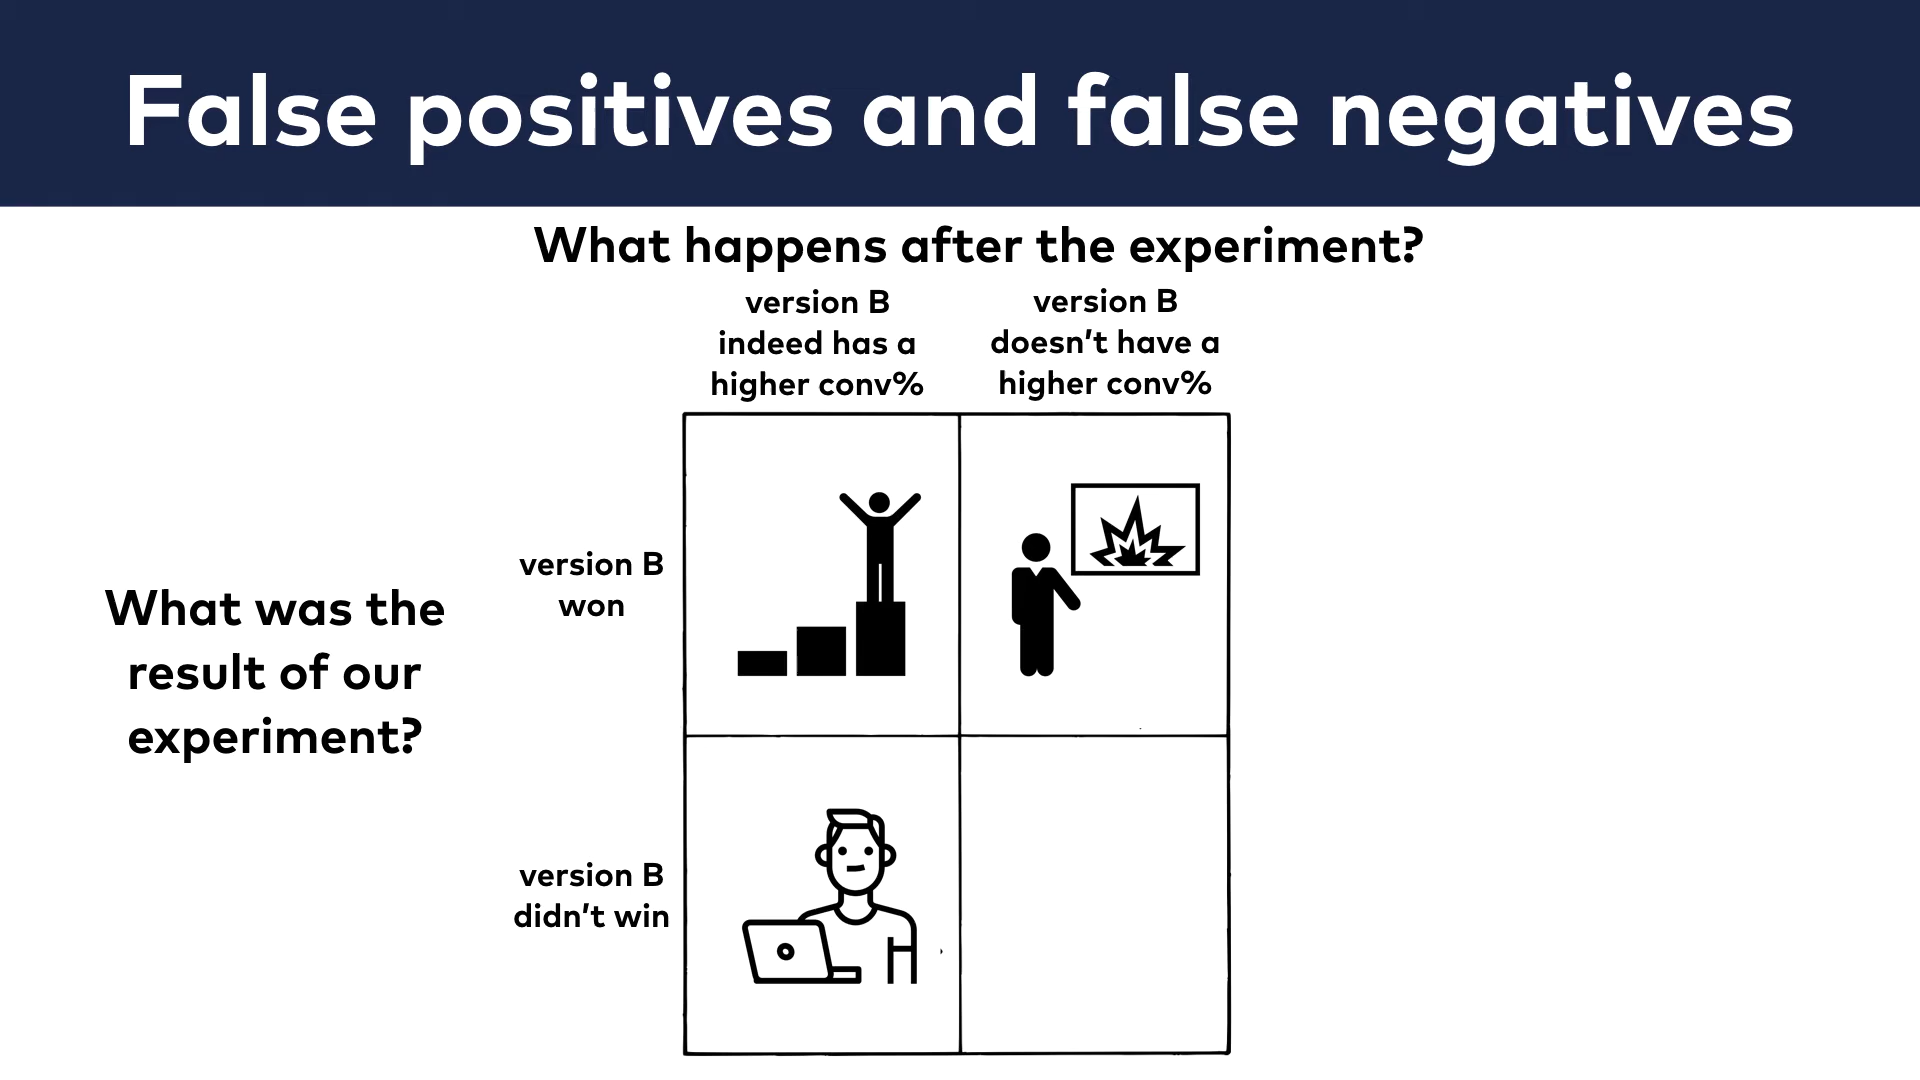 False positives and false negatives
What happens after the experiment?
version B
indeed has a
higher conv%
version B
doesn't have a
higher conv%
What was the
result of our
experiment?
version B
won
version B
didn't win